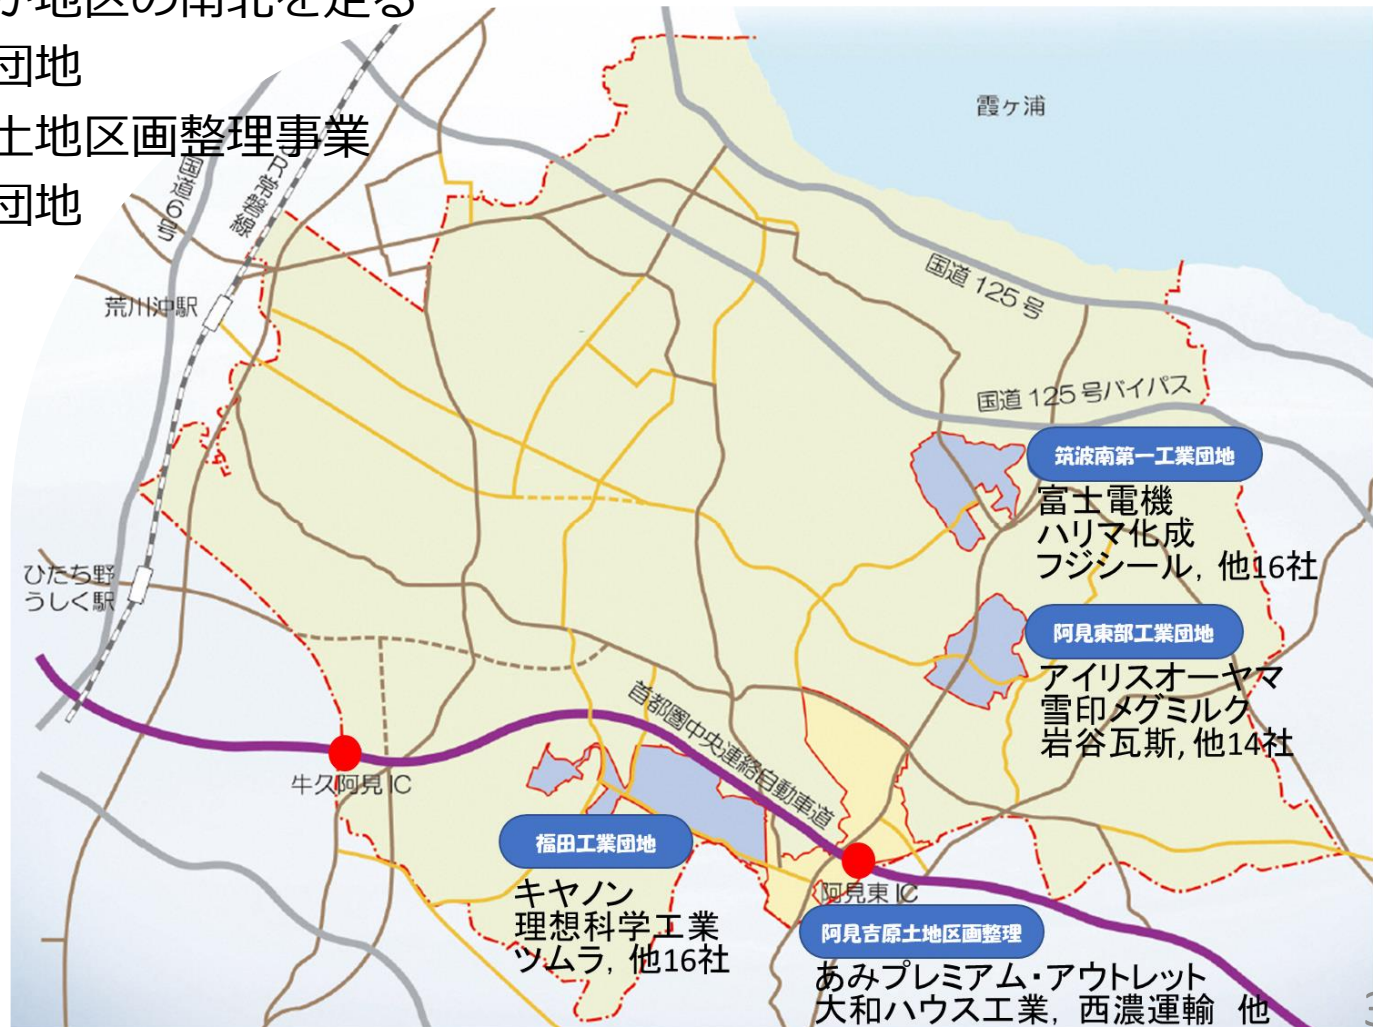 が地区の南北を走る
団地
土地区画整理事業
団地
霞ヶ浦
国道6号
JR常磐線
荒川沖駅
国道125号
国道125号バイパス
筑波南第一工業団地
富士電機
ハリマ化成
フジシール, 他16社
ひたち野
うしく駅
阿見東部工業団地
アイリスオーヤマ
雪印メグミルク
岩谷瓦斯, 他14社
首都圏中央連絡自動車道
牛久阿見IC
福田工業団地
キヤノン
理想科学工業
ツムラ, 他16社
阿見東IC
阿見吉原土地区画整理
あみプレミアム・アウトレット
大和ハウス工業, 西濃運輸 他